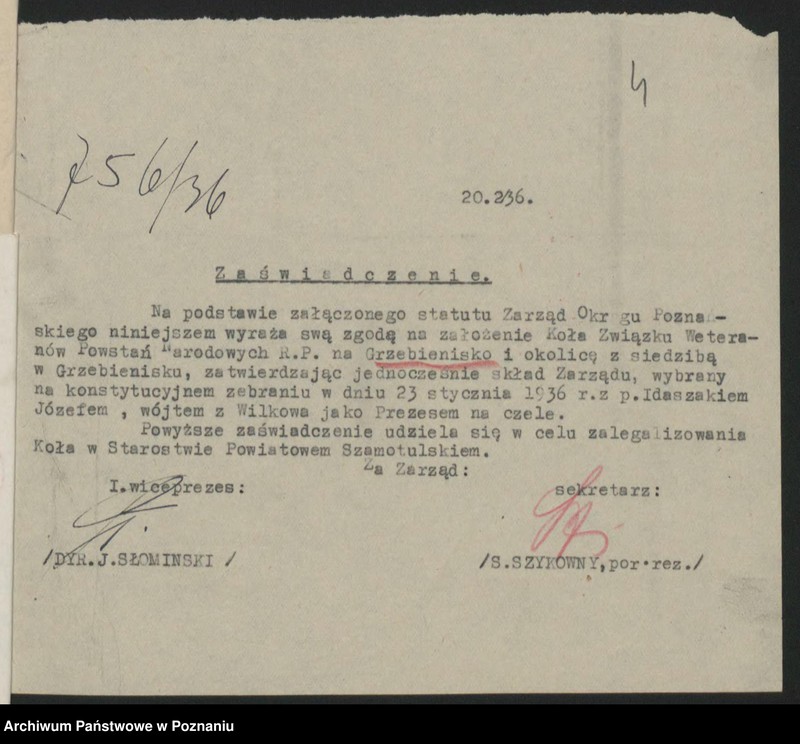 4
756/36
20.2.36.
Zaświadczenie.
Na podstawie załączonego statutu Zarząd Okręgu Poznań-
skiego niniejszem wyraża swą zgodę na założenie Koła Związku Wetera-
nów Powstań Narodowych R.P. na Grzebienisko i okolicę z siedzibą
w Grzebienisku, zatwierdzając jednocześnie skład Zarządu, wybrany
na konstytucyjnem zebraniu w dniu 23 stycznia 1936 r.z p.Idaszakiem
Józefem , wójtem z Wilkowa jako Prezesem na czele.
Powyższe zaświadczenie udziela się w celu zalegalizowania
Koła w Starostwie Powiatowem Szamotulskiem.
Za Zarząd:
I.wiceprezes: sekretarz:
/DYR.J.SŁOMINSKI / /S.SZYKOWNY,por.rez./
Archiwum Państwowe w Poznaniu